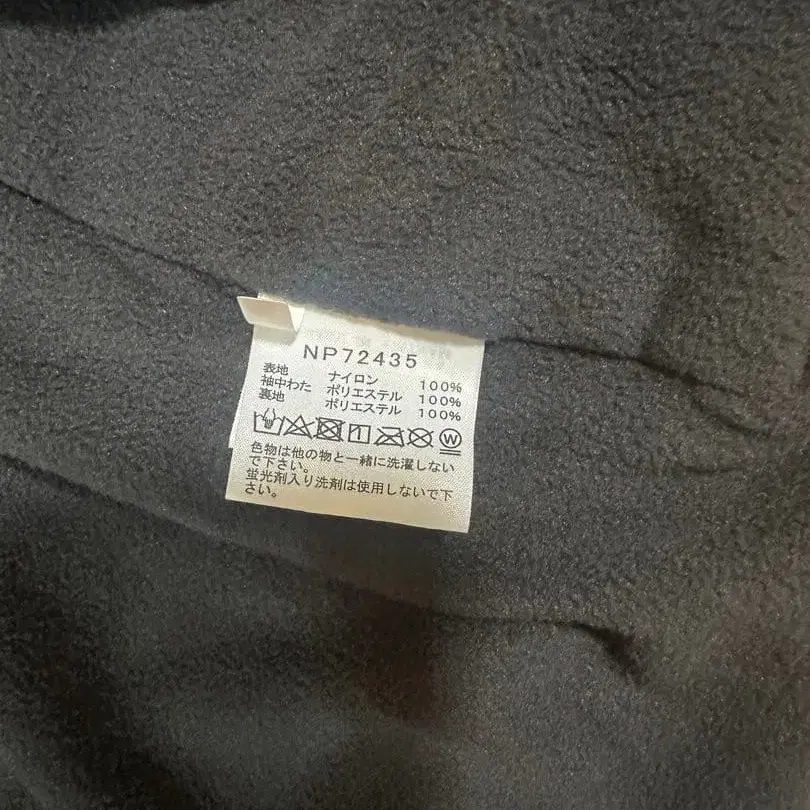 NP72435
表地 ナイロン 100%
袖中わた ポリエステル 100%
裏地 ポリエステル 100%
W
色物は他の物と一緒に洗濯しない
で下さい。
蛍光剤入り洗剤は使用しないで下
さい。